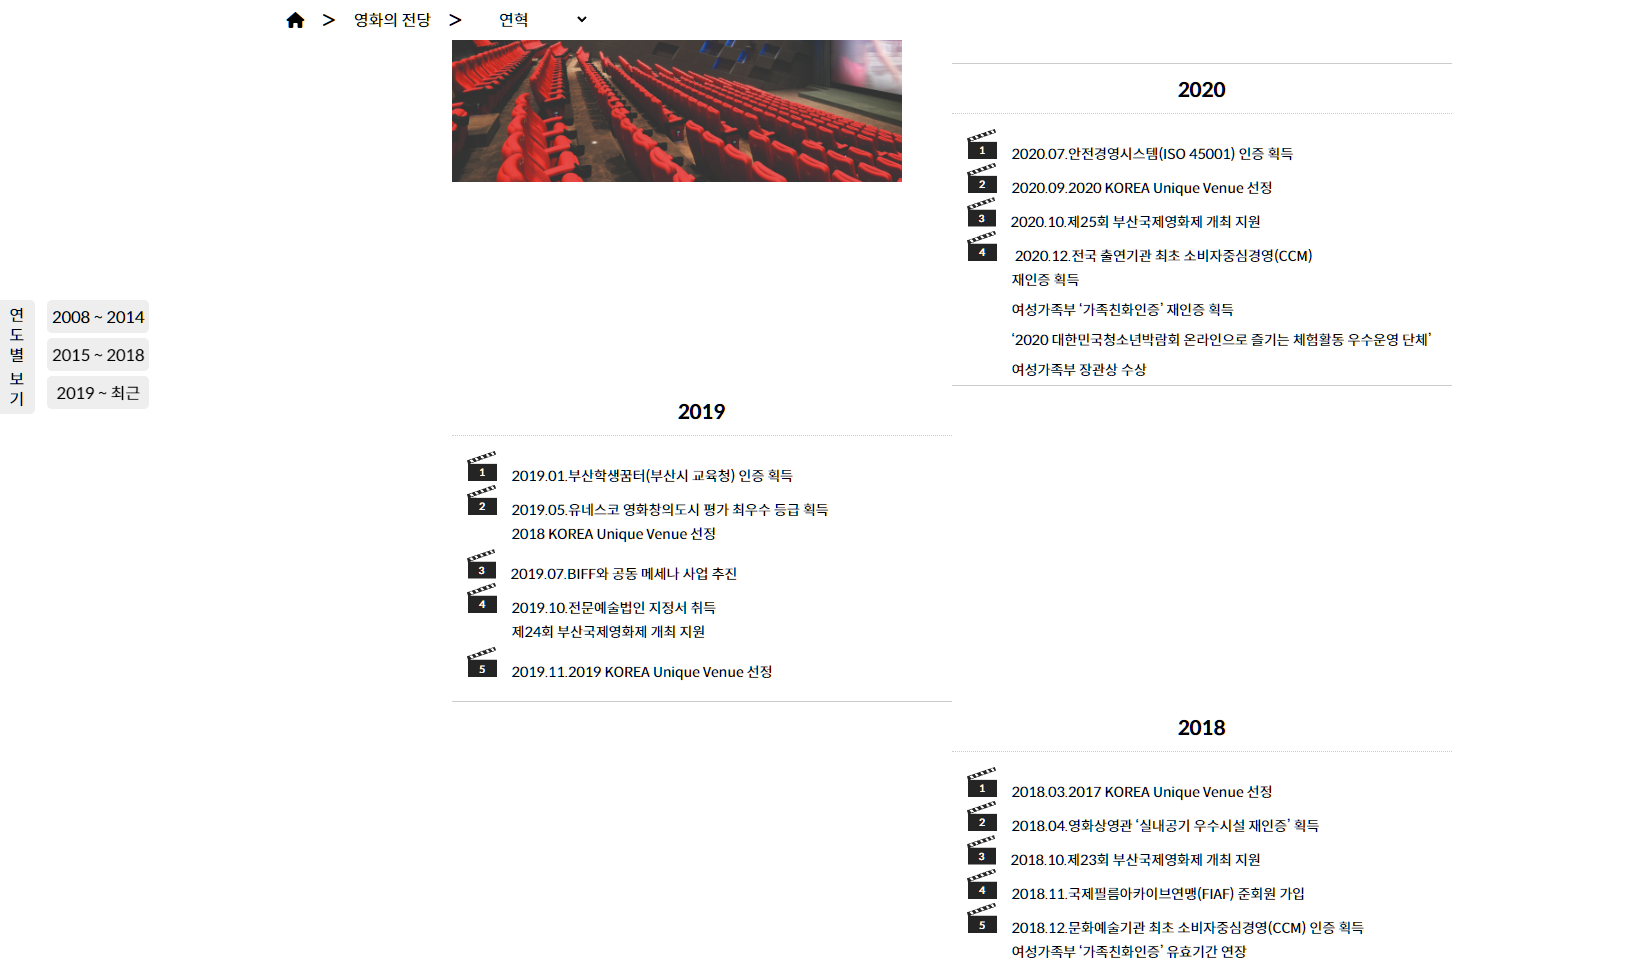 > 영화의 전당 > 연혁
2020
1 2020.07.안전경영시스템(ISO 45001) 인증 획득
2 2020.09.2020 KOREA Unique Venue 선정
3 2020.10.제25회 부산국제영화제 개최 지원
4 2020.12.전국 출연기관 최초 소비자중심경영(CCM)
재인증 획득
여성가족부 ‘가족친화인증’ 재인증 획득
‘2020 대한민국청소년박람회 온라인으로 즐기는 체험활동 우수운영 단체’
여성가족부 장관상 수상
연도별 보기
2008 ~ 2014
2015 ~ 2018
2019 ~ 최근
2019
1 2019.01.부산학생꿈터(부산시 교육청) 인증 획득
2 2019.05.유네스코 영화창의도시 평가 최우수 등급 획득
2018 KOREA Unique Venue 선정
3 2019.07.BIFF와 공동 메세나 사업 추진
4 2019.10.전문예술법인 지정서 취득
제24회 부산국제영화제 개최 지원
5 2019.11.2019 KOREA Unique Venue 선정
2018
1 2018.03.2017 KOREA Unique Venue 선정
2 2018.04.영화상영관 ‘실내공기 우수시설 재인증’ 획득
3 2018.10.제23회 부산국제영화제 개최 지원
4 2018.11.국제필름아카이브연맹(FIAF) 준회원 가입
5 2018.12.문화예술기관 최초 소비자중심경영(CCM) 인증 획득
여성가족부 ‘가족친화인증’ 유효기간 연장